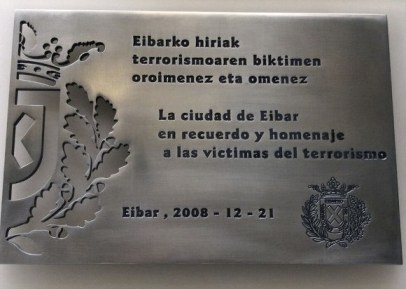 Eibarko hiriak
terrorismoaren biktimen
oroimenez eta omenez
La ciudad de Eibar
en recuerdo y homenaje
a las victimas del terrorismo
Eibar , 2008 - 12 - 21